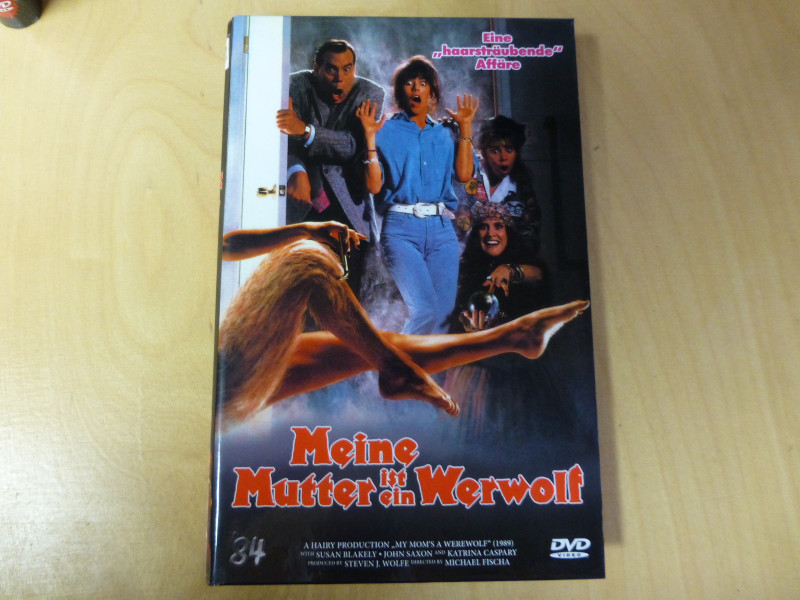 Eine
„haarsträubende“
Affäre
Meine
Mutter ist ein Werwolf
84
A HAIRY PRODUCTION „MY MOM'S A WEREWOLF“ (1989)
WITH SUSAN BLAKELY • JOHN SAXON AND KATRINA CASPARY
PRODUCED BY STEVEN J. WOLFE DIRECTED BY MICHAEL FISCHA
DVD
VIDEO